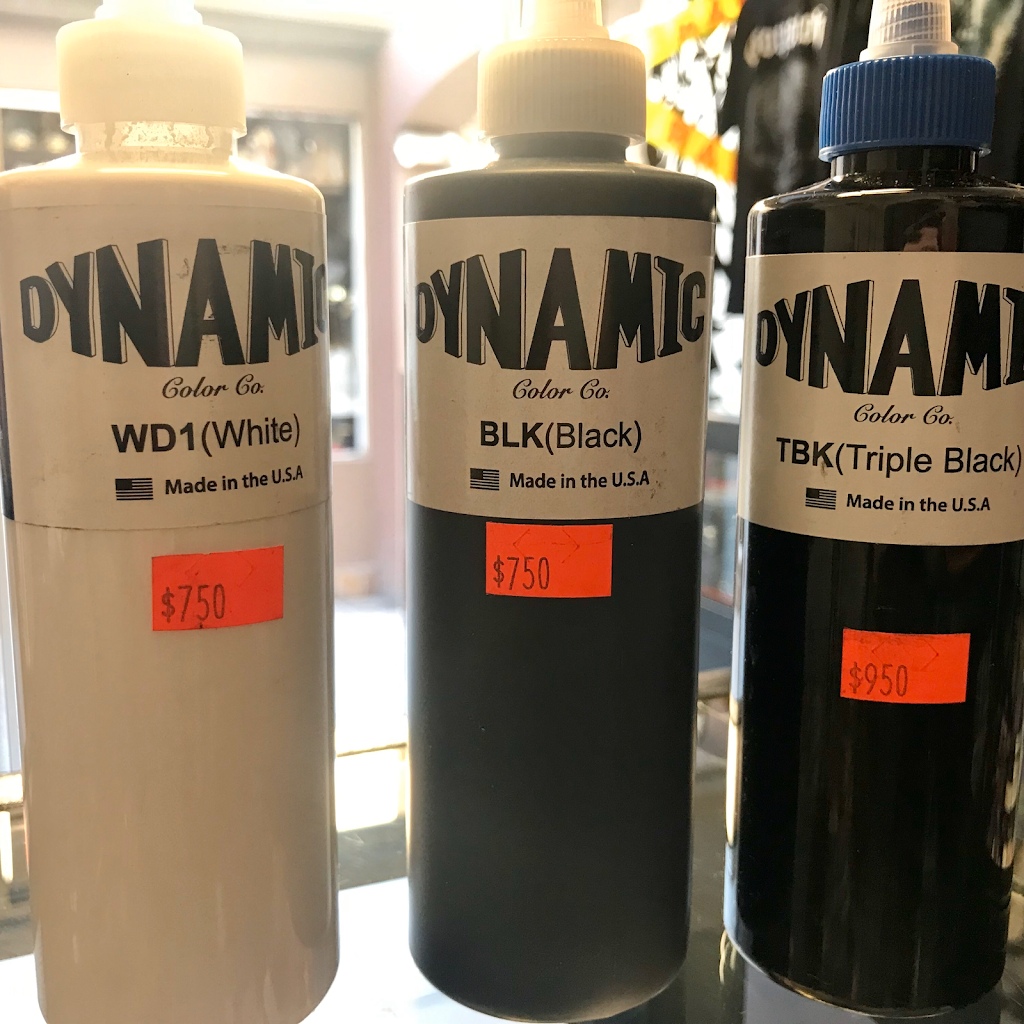 DYNAMIC
Color Co.
WD1(White)
Made in the U.S.A
$750
DYNAMIC
Color Co.
BLK(Black)
Made in the U.S.A
$750
DYNAMI
Color Co.
TBK(Triple Black)
Made in the U.S.A
$950